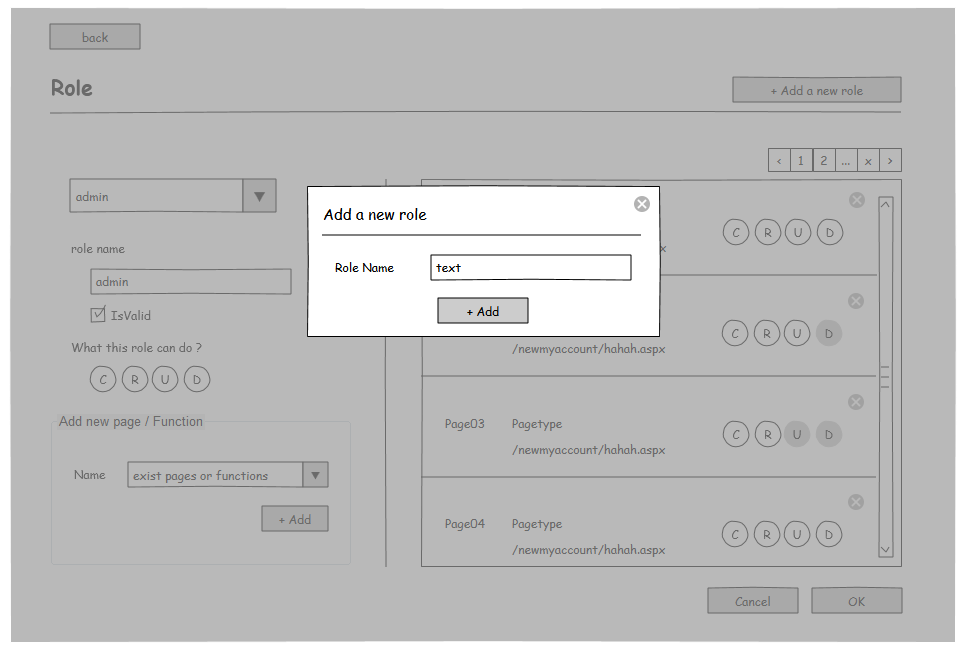 back
Role
+ Add a new role
‹ 1 2 ... x ›
admin
role name
admin
IsValid
What this role can do ?
C R U D
Add new page / Function
Name exist pages or functions
+ Add
Add a new role
Role Name text
+ Add
x
C R U D
/newmyaccount/hahah.aspx
C R U D
Page03 Pagetype
/newmyaccount/hahah.aspx
C R U D
Page04 Pagetype
/newmyaccount/hahah.aspx
C R U D
Cancel OK